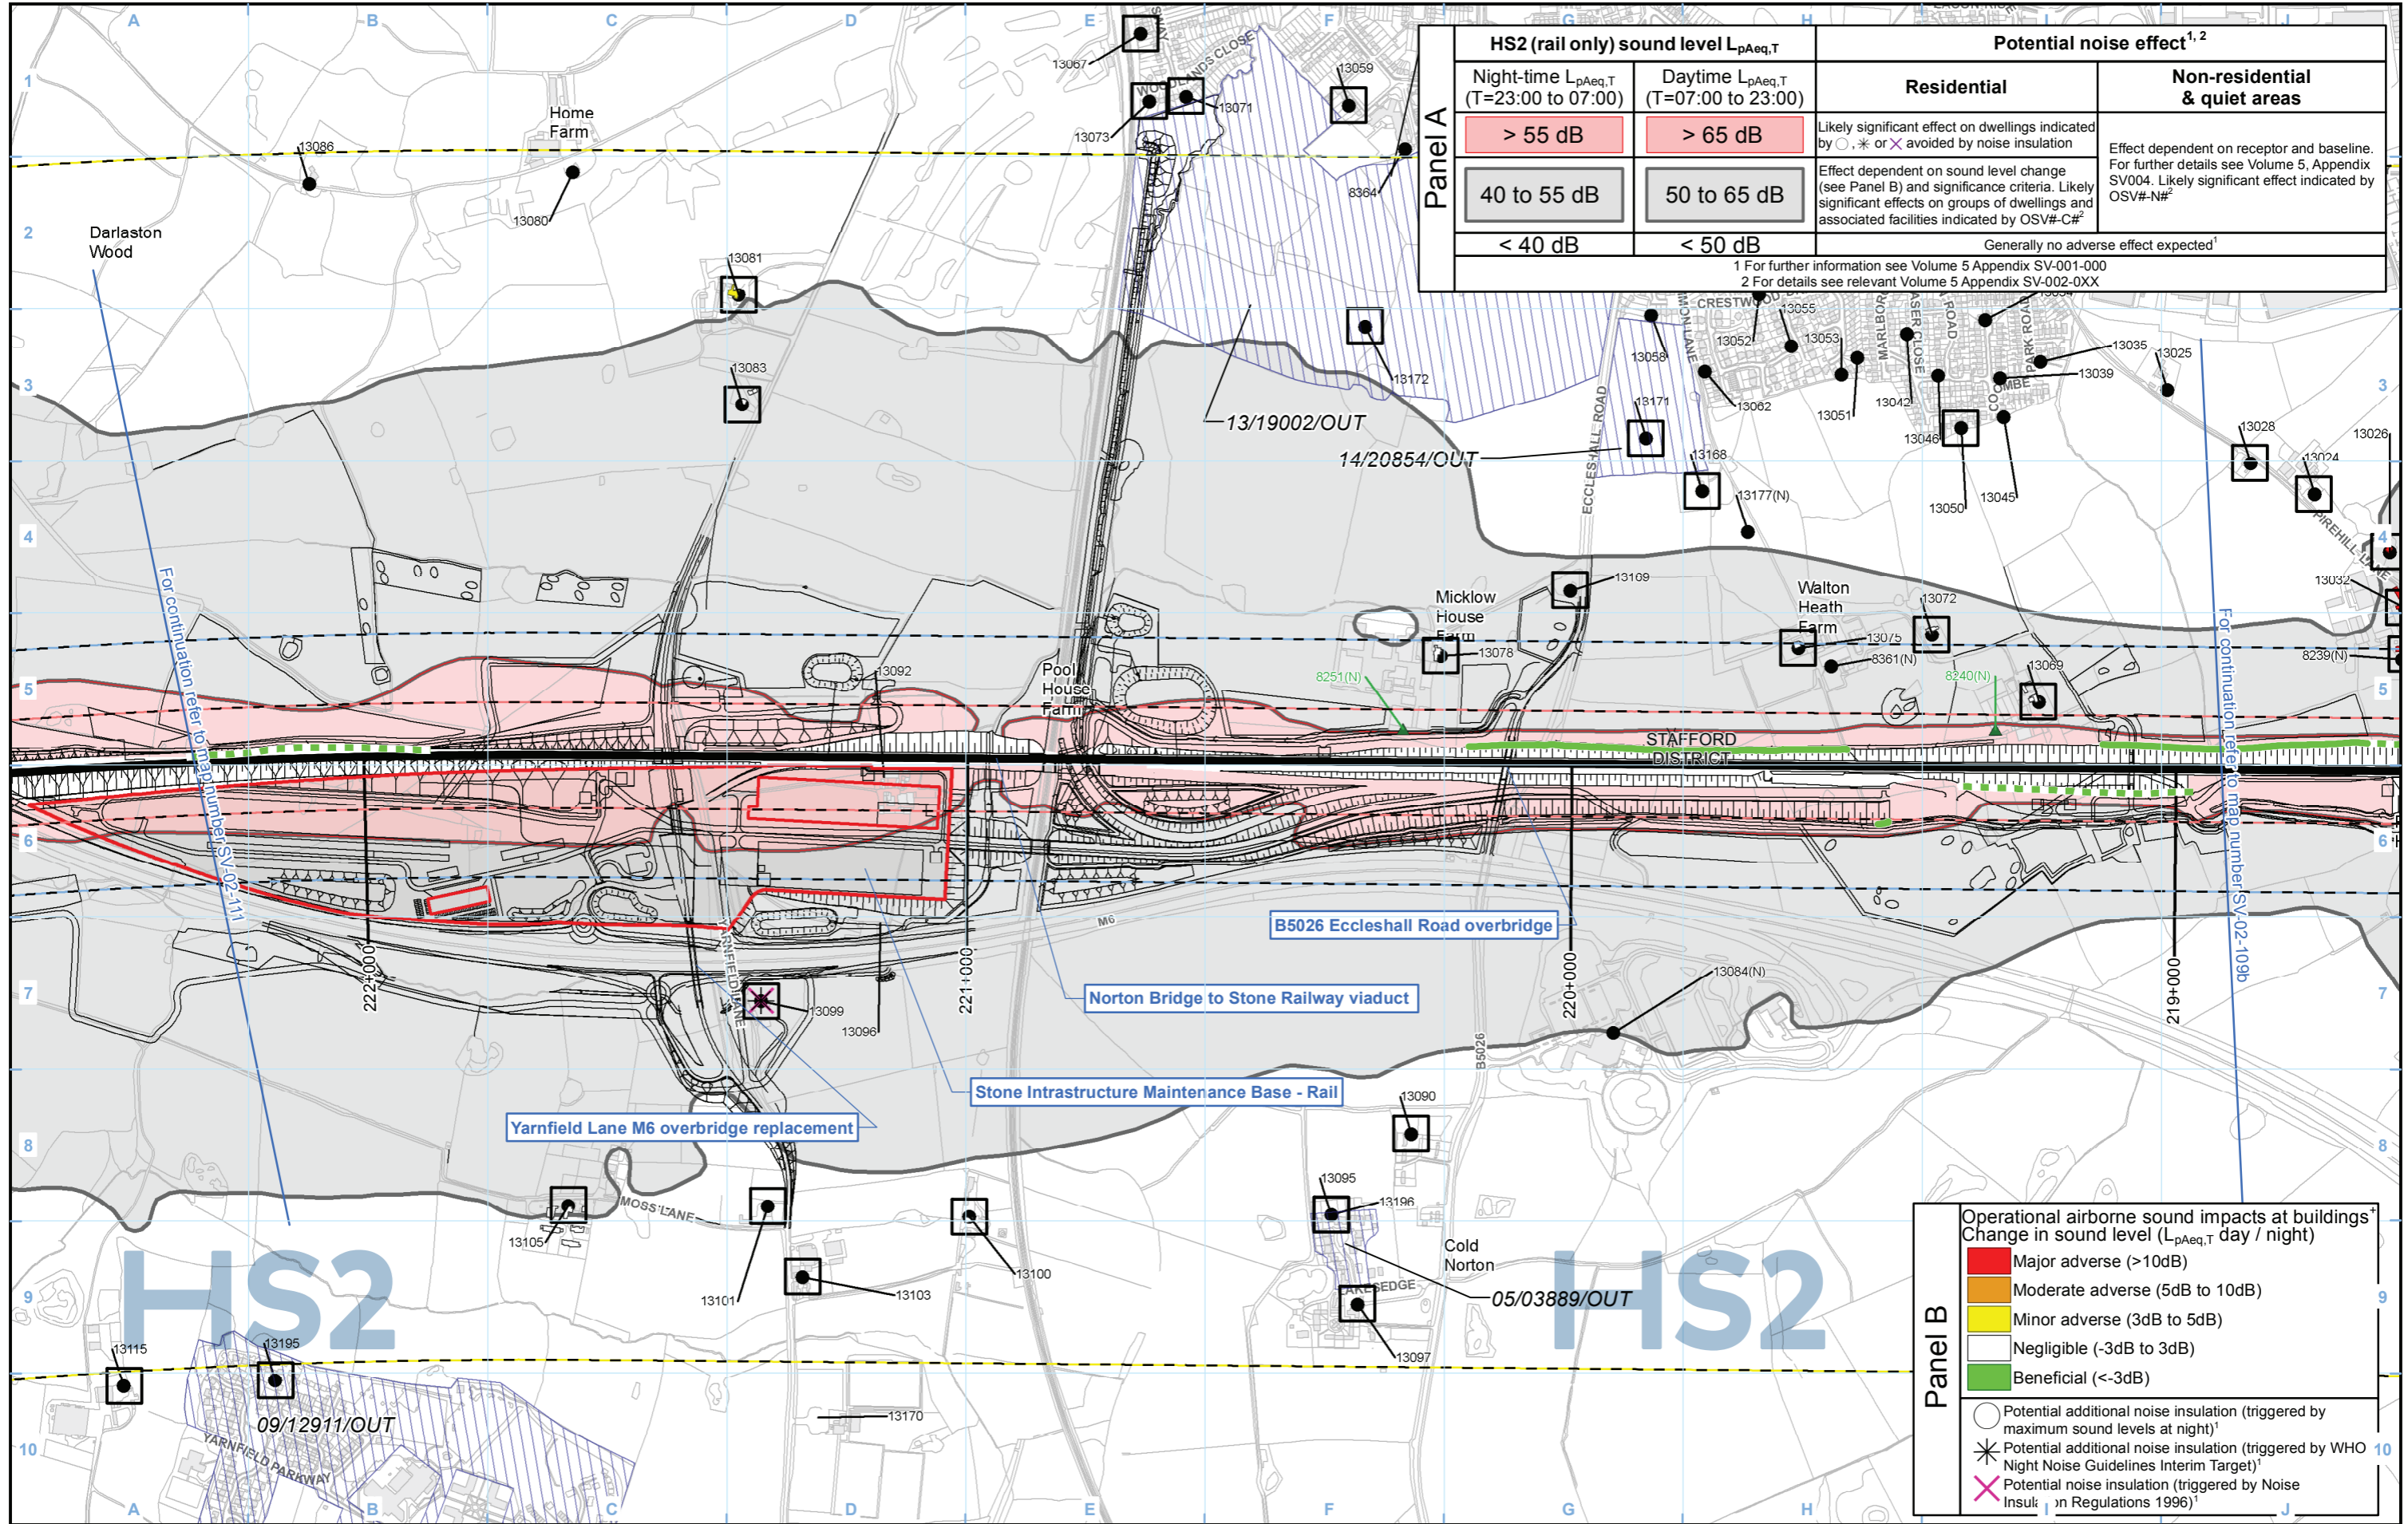 A B C D E F G H I J
1
2
3
4
5
6
7
8
9
10
Panel A
HS2 (rail only) sound level LpAeq,T
Potential noise effect1, 2
Night-time LpAeq,T
(T=23:00 to 07:00)
Daytime LpAeq,T
(T=07:00 to 23:00)
Residential
Non-residential
& quiet areas
> 55 dB
> 65 dB
Likely significant effect on dwellings indicated
by ○, ✳ or ✕ avoided by noise insulation
40 to 55 dB
50 to 65 dB
Effect dependent on sound level change
(see Panel B) and significance criteria. Likely
significant effects on groups of dwellings and
associated facilities indicated by OSV#-C#2
Effect dependent on receptor and baseline.
For further details see Volume 5, Appendix
SV004. Likely significant effect indicated by
OSV#-N#2
< 40 dB
< 50 dB
Generally no adverse effect expected1
1 For further information see Volume 5 Appendix SV-001-000
2 For details see relevant Volume 5 Appendix SV-002-0XX
13067
WOODLANDS CLOSE
13071
13073
13059
8364
13086
Home
Farm
13080
Darlaston
Wood
13081
13083
13172
13/19002/OUT
14/20854/OUT
ECCLESHALL ROAD
13171
13168
13177(N)
13058
13052
13055
13053
13062
13051
13042
13046
13050
13045
13035
13039
13025
13028
13024
13026
PIREHILL LANE
PARK ROAD
13032
8239(N)
13109
Micklow
House
Farm
13078
Walton
Heath
Farm
13072
13075
8361(N)
13069
8240(N)
8251(N)
Pool
House
Farm
13092
STAFFORD
DISTRICT
For continuation refer to map number SV-02-111
For continuation refer to map number SV-02-109b
222+000
221+000
220+000
219+000
YARNFIELD LANE
M6
B5026 Eccleshall Road overbridge
Norton Bridge to Stone Railway viaduct
Stone Intrastructure Maintenance Base - Rail
Yarnfield Lane M6 overbridge replacement
13099
13096
13084(N)
B5026
13090
13095
13196
Cold
Norton
LAKESEDGE
05/03889/OUT
13097
MOSS LANE
13105
13101
13103
13100
13170
13115
13195
09/12911/OUT
YARNFIELD PARKWAY
HS2
HS2
Panel B
Operational airborne sound impacts at buildings+
Change in sound level (LpAeq,T day / night)
Major adverse (>10dB)
Moderate adverse (5dB to 10dB)
Minor adverse (3dB to 5dB)
Negligible (-3dB to 3dB)
Beneficial (<-3dB)
Potential additional noise insulation (triggered by
maximum sound levels at night)1
Potential additional noise insulation (triggered by WHO
Night Noise Guidelines Interim Target)1
Potential noise insulation (triggered by Noise
Regulations 1996)1
A B C D E F G H I J